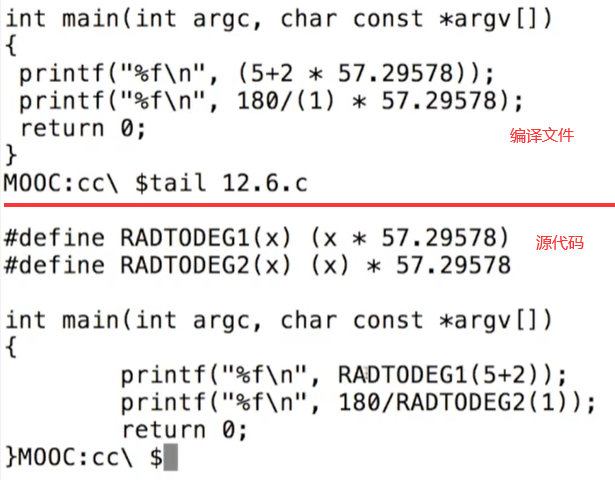 int main(int argc, char const *argv[])
{
 printf("%f\n", (5+2 * 57.29578));
 printf("%f\n", 180/(1) * 57.29578);
 return 0;
}
编译文件
MOOC:cc\ $tail 12.6.c
#define RADTODEG1(x) (x * 57.29578)
源代码
#define RADTODEG2(x) (x) * 57.29578

int main(int argc, char const *argv[])
{
        printf("%f\n", RADTODEG1(5+2));
        printf("%f\n", 180/RADTODEG2(1));
        return 0;
}MOOC:cc\ $